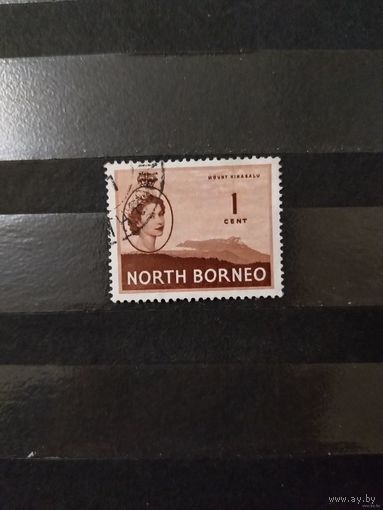 MOUNT KINABALU
1
CENT
NORTH BORNEO
www.ay.by